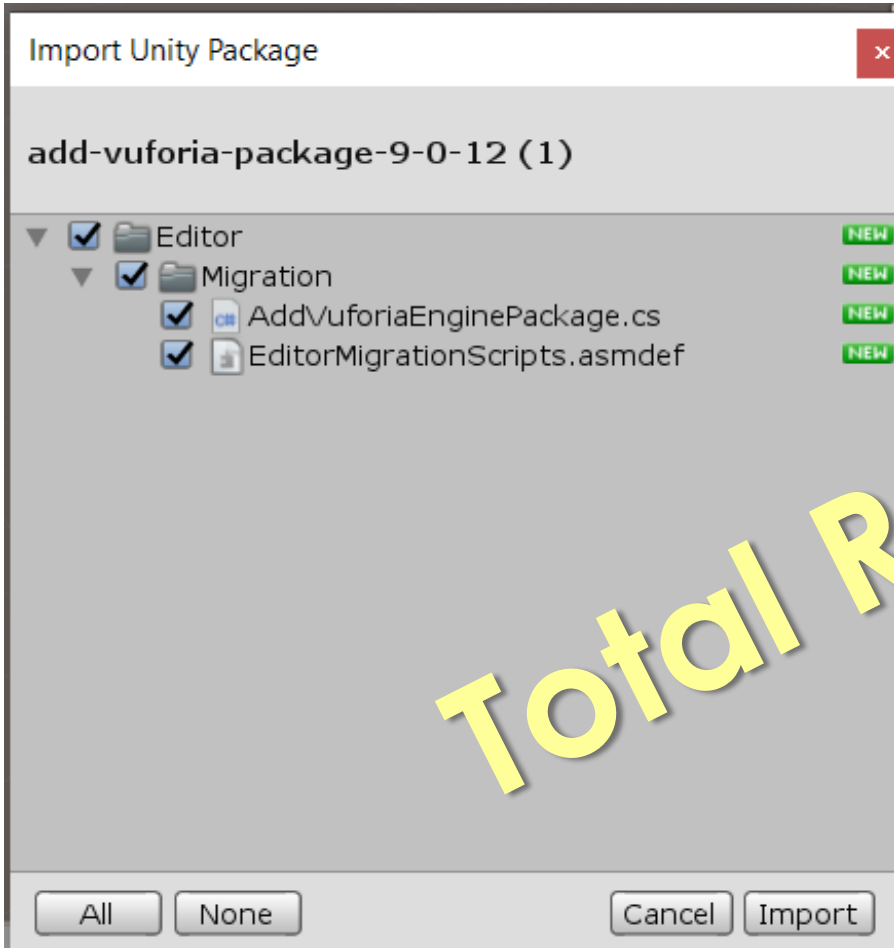 Import Unity Package
x
add-vuforia-package-9-0-12 (1)
Editor NEW
Migration NEW
c# AddVuforiaEnginePackage.cs NEW
EditorMigrationScripts.asmdef NEW
Total R
All None Cancel Import